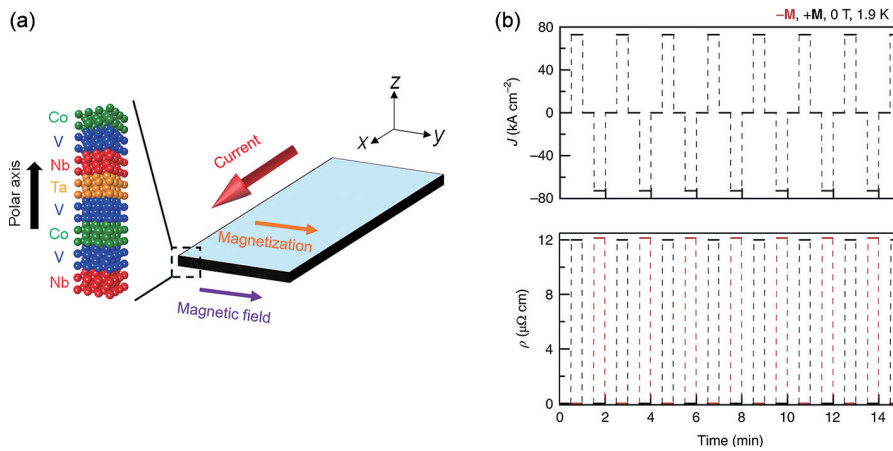 (a)
Co
V
Nb
Ta
V
Co
V
Nb
Polar axis
Current
Magnetization
Magnetic field
z
x
y
(b)
–M, +M, 0 T, 1.9 K
80
40
0
–40
–80
J (kA cm⁻²)
12
8
4
0
ρ (μΩ cm)
0 2 4 6 8 10 12 14
Time (min)